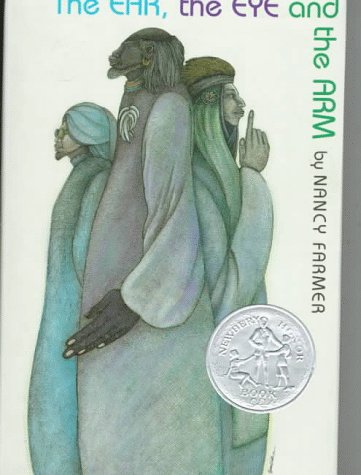 The EAR, the EYE and
the ARM
by NANCY FARMER
NEWBERY HONOR
BOOK